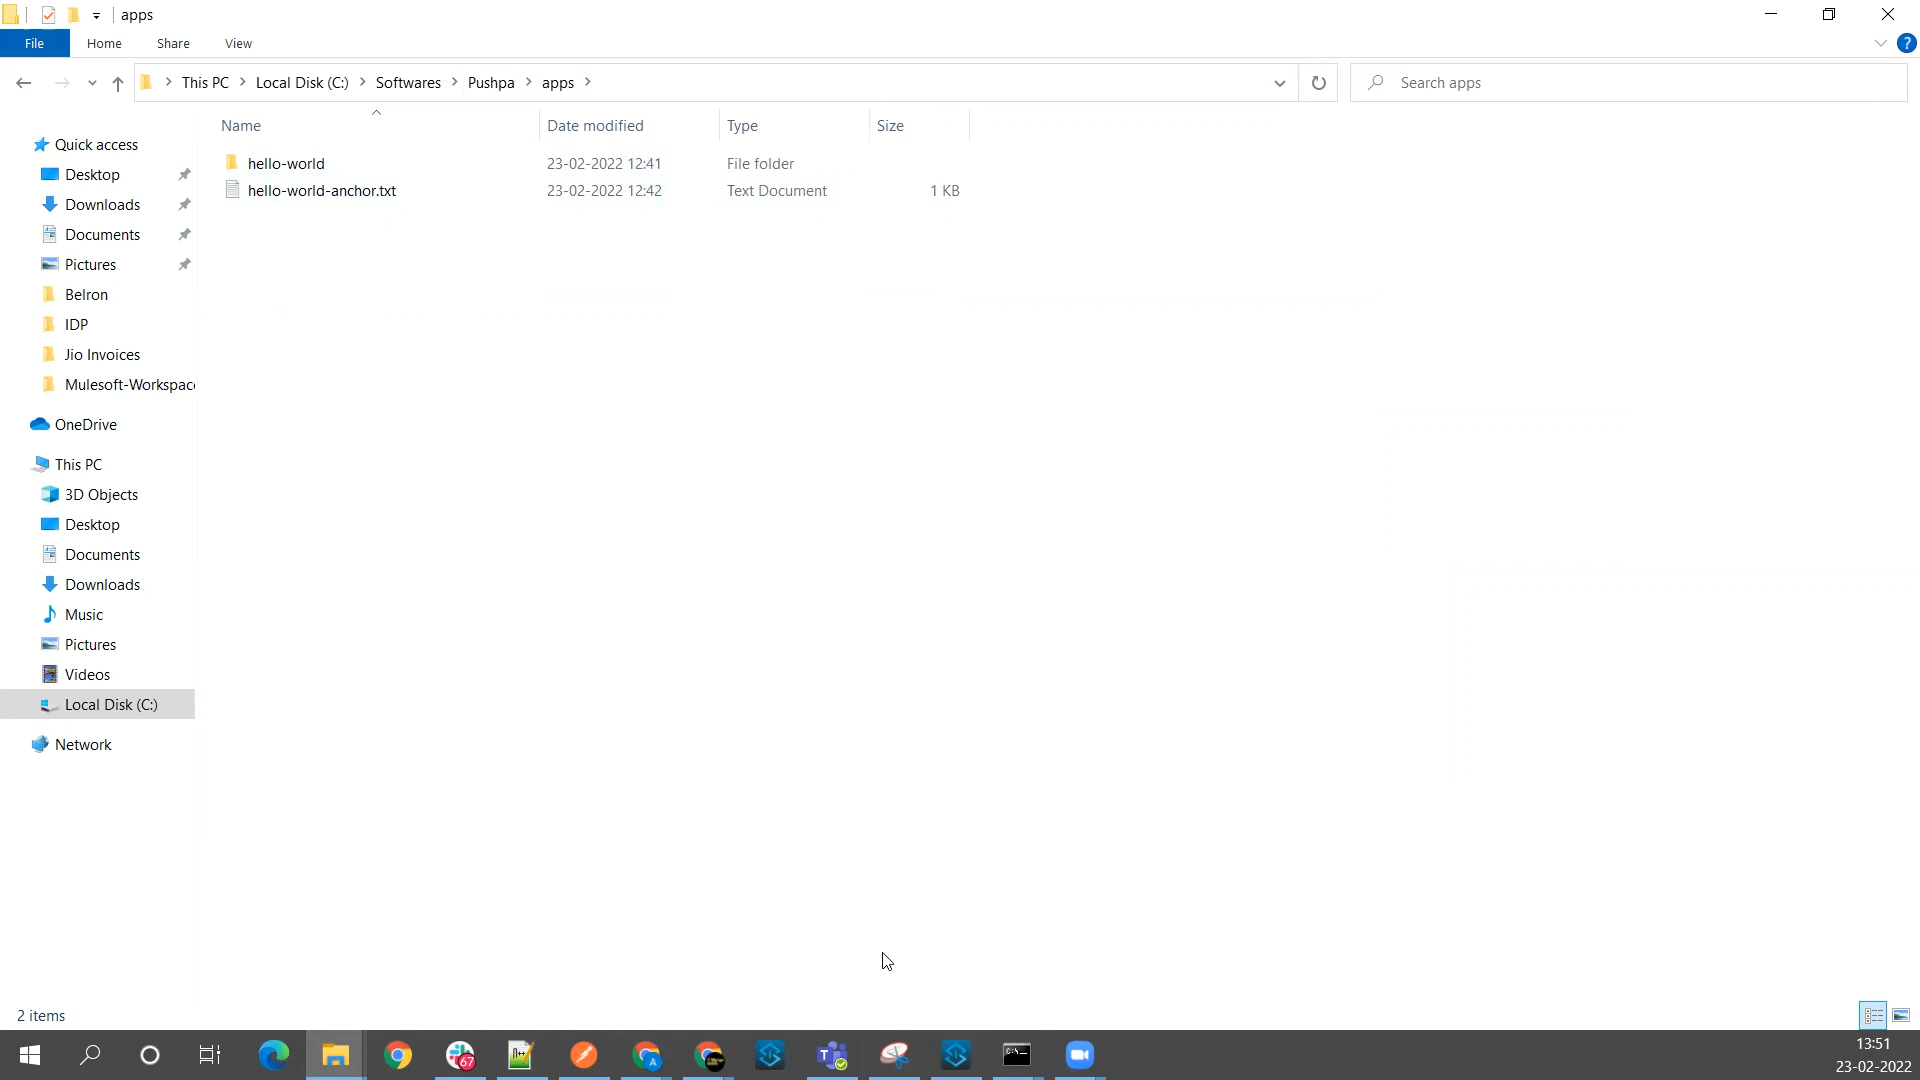 apps
File Home Share View
This PC Local Disk (C:) Softwares Pushpa apps Search apps
Name Date modified Type Size
hello-world 23-02-2022 12:41 File folder
hello-world-anchor.txt 23-02-2022 12:42 Text Document 1 KB
Quick access
Desktop
Downloads
Documents
Pictures
Belron
IDP
Jio Invoices
Mulesoft-Workspac
OneDrive
This PC
3D Objects
Desktop
Documents
Downloads
Music
Pictures
Videos
Local Disk (C:)
Network
2 items
67
A
13:51
23-02-2022